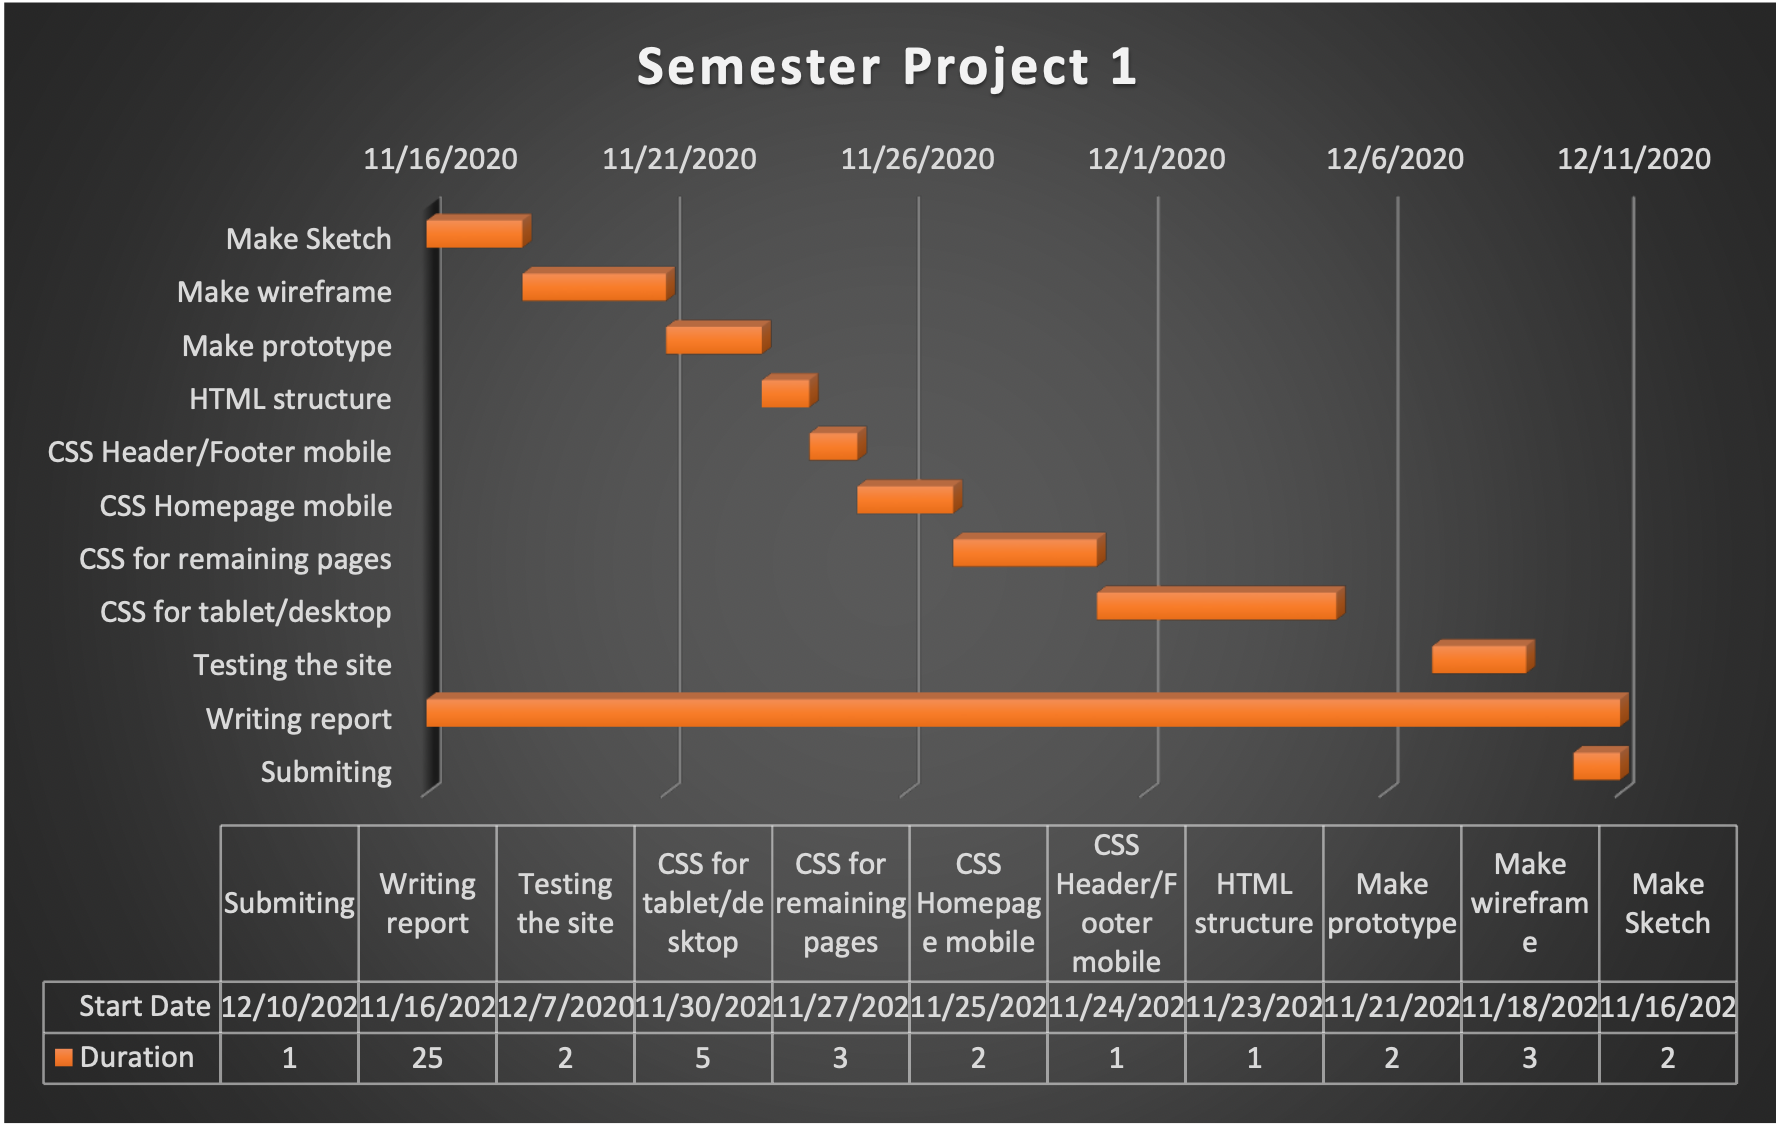 Semester Project 1
11/16/2020 11/21/2020 11/26/2020 12/1/2020 12/6/2020 12/11/2020
Make Sketch
Make wireframe
Make prototype
HTML structure
CSS Header/Footer mobile
CSS Homepage mobile
CSS for remaining pages
CSS for tablet/desktop
Testing the site
Writing report
Submiting
Submiting
Writing
report
Testing
the site
CSS for
tablet/de
sktop
CSS for
remaining
pages
CSS
Homepag
e mobile
CSS
Header/F
ooter
mobile
HTML
structure
Make
prototype
Make
wirefram
e
Make
Sketch
Start Date 12/10/202 11/16/202 12/7/2020 11/30/202 11/27/202 11/25/202 11/24/202 11/23/202 11/21/202 11/18/202 11/16/202
Duration 1 25 2 5 3 2 1 1 2 3 2